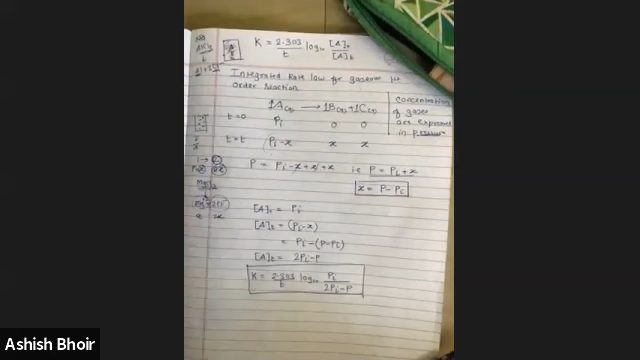 K = 2.303/t log₁₀ [A]₀/[A]t
Integrated Rate law for gaseous 1st
order Reaction
1A(g) → 1B(g) + 1C(g)
t=0 Pi 0 0
t=t Pi-x x x
concentration
of gases
are expressed
in pressure
P = Pi-x+x+x i.e P = Pi+x
x = P-Pi
[A]₀ = Pi
[A]t = (Pi-x)
= Pi-(P-Pi)
[A]t = 2Pi-P
K = 2.303/t log₁₀ Pi/2Pi-P
Ashish Bhoir